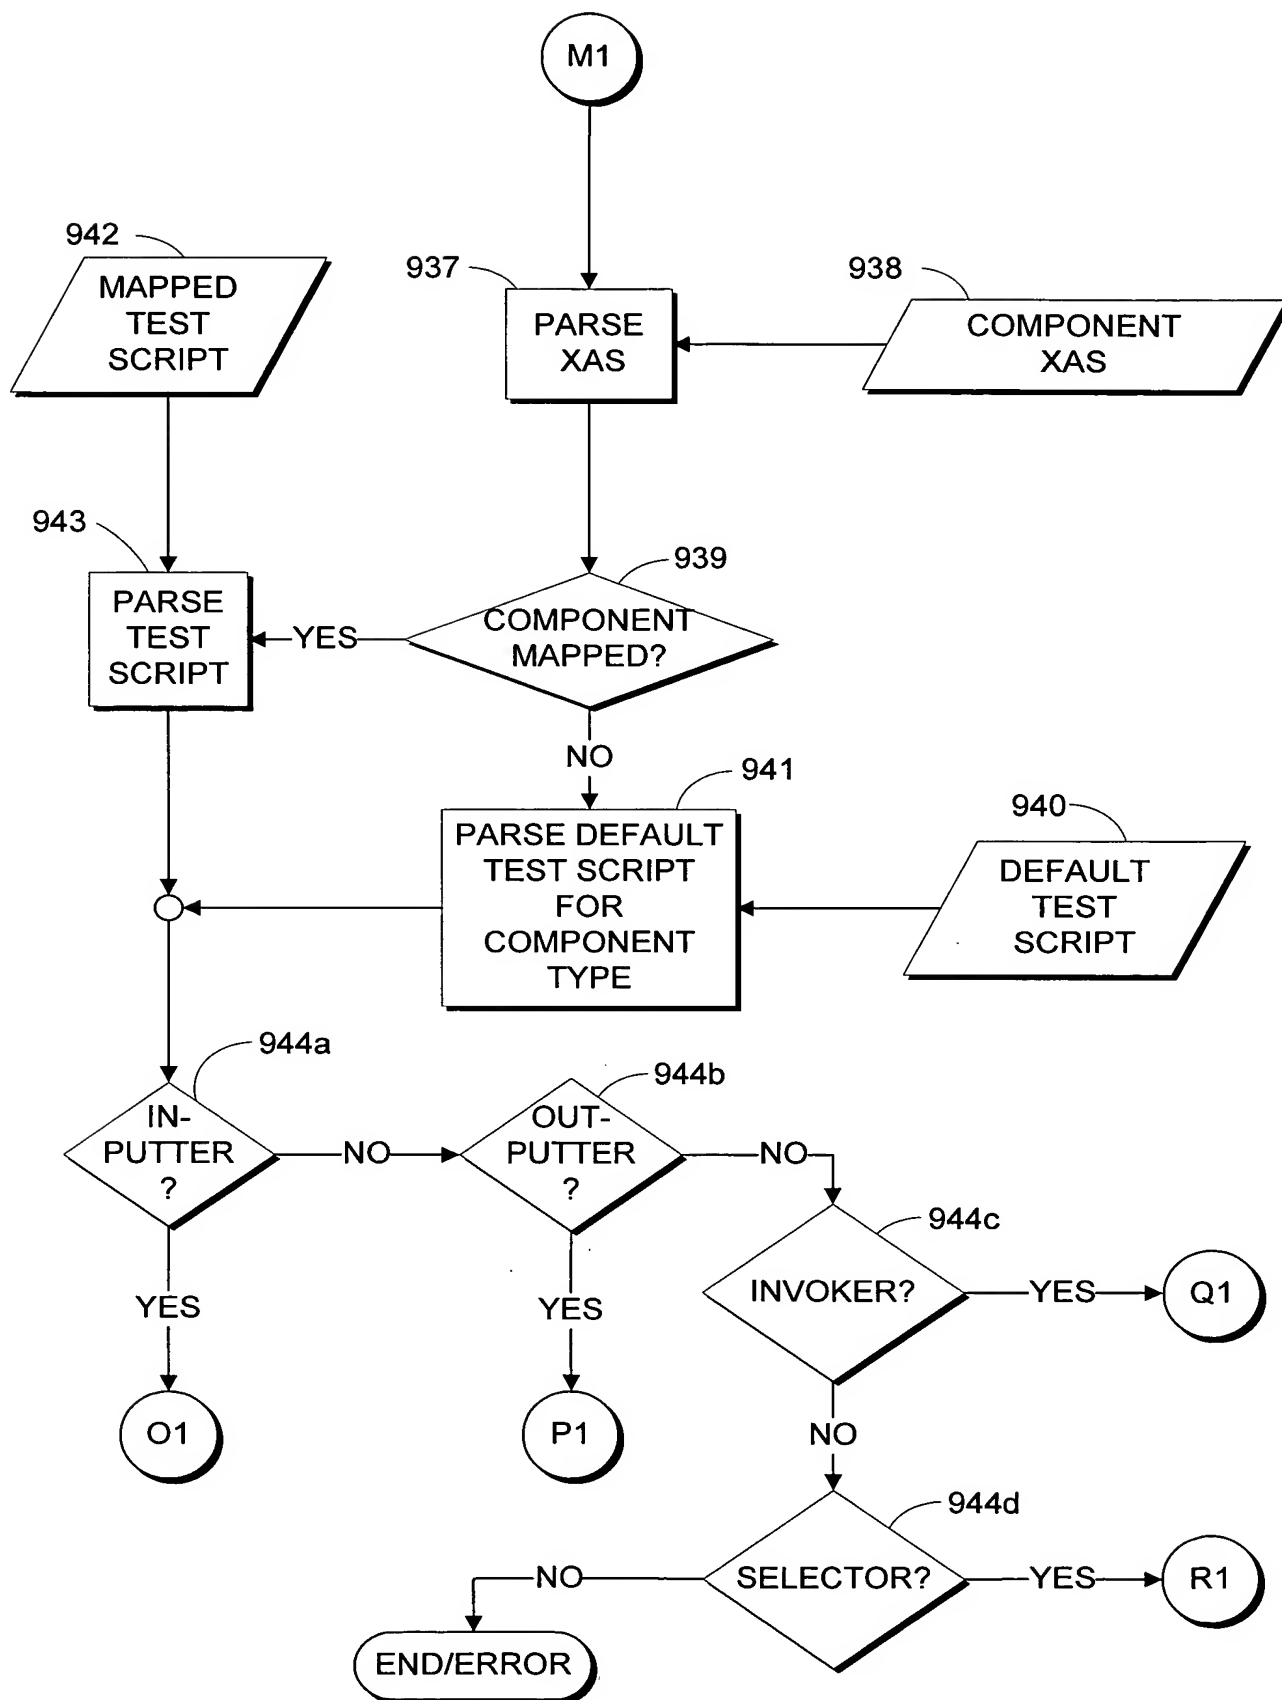 M1
942
MAPPED
TEST
SCRIPT
937
PARSE
XAS
938
COMPONENT
XAS
943
PARSE
TEST
SCRIPT
YES
939
COMPONENT
MAPPED?
NO
941
PARSE DEFAULT
TEST SCRIPT
FOR
COMPONENT
TYPE
940
DEFAULT
TEST
SCRIPT
944a
IN-
PUTTER
?
NO
944b
OUT-
PUTTER
?
NO
944c
INVOKER?
YES
Q1
YES
O1
YES
P1
NO
944d
SELECTOR?
YES
R1
NO
END/ERROR